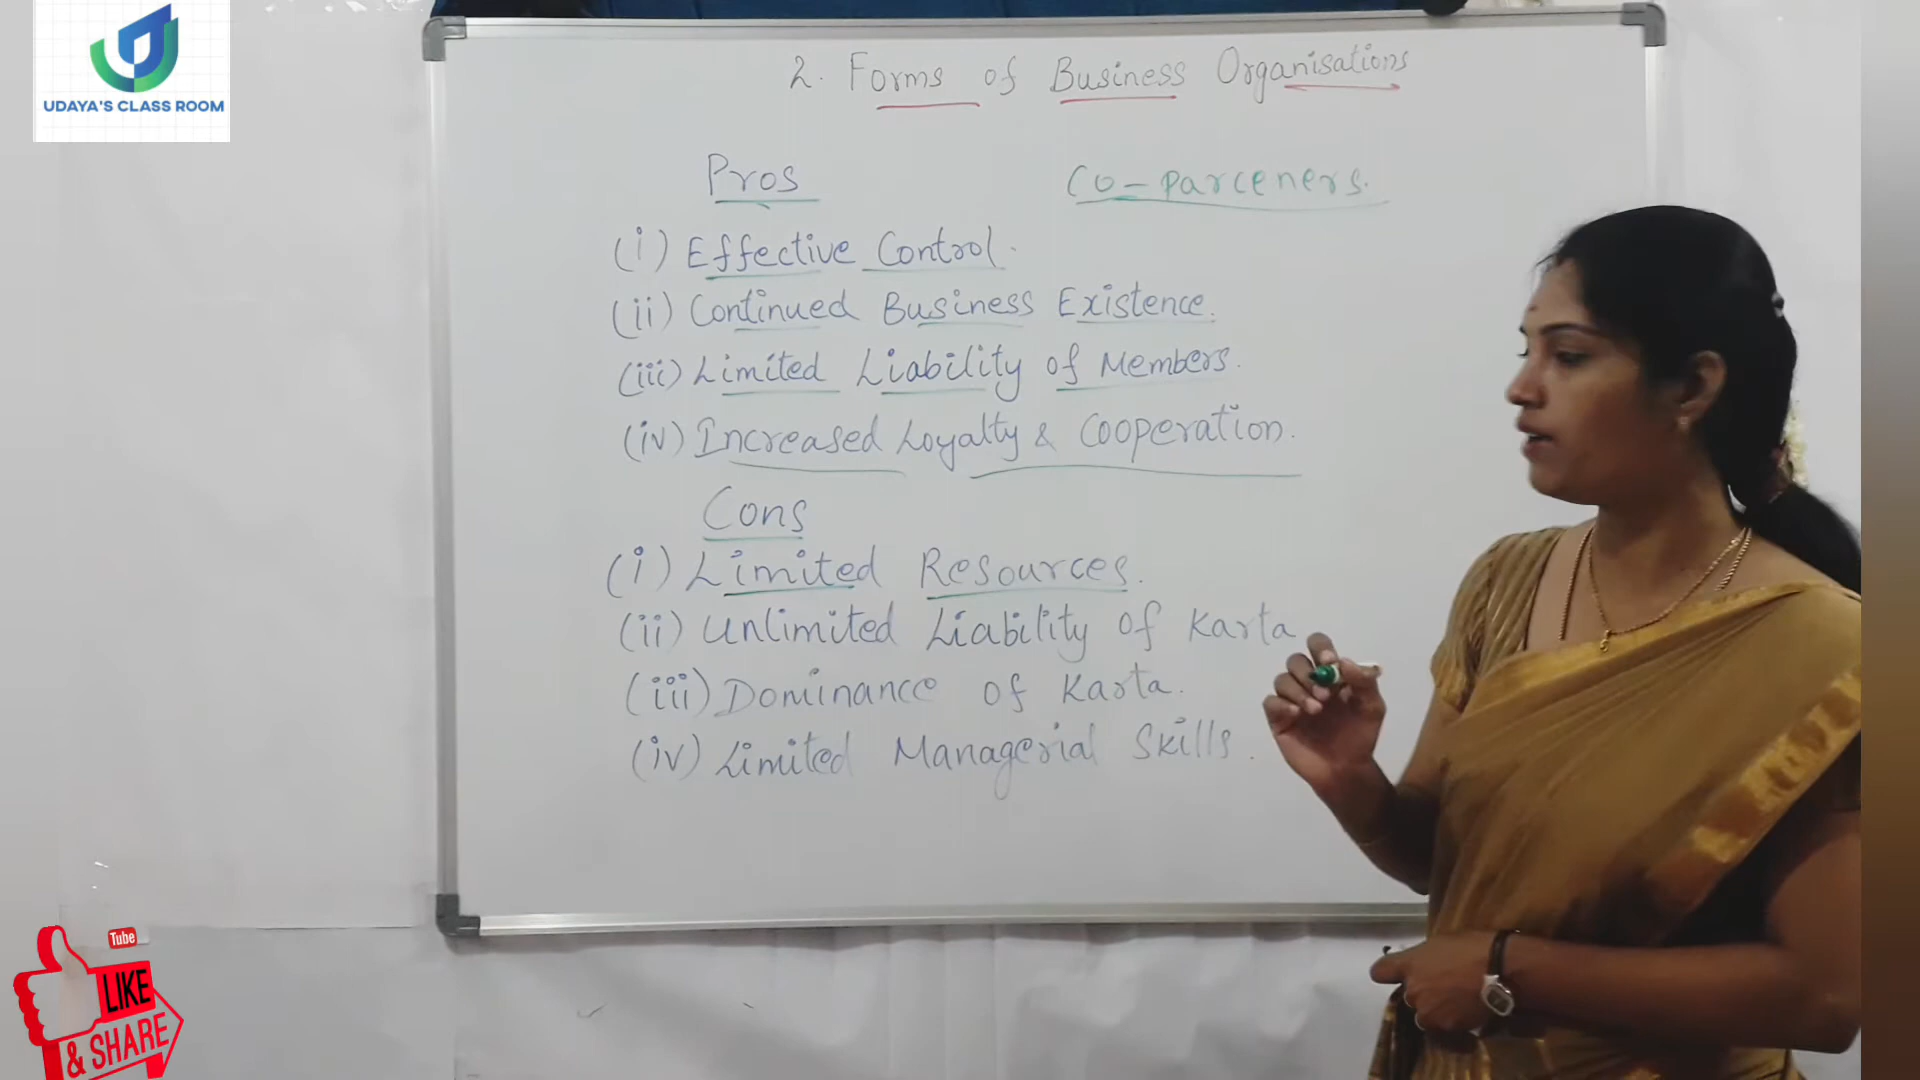 UDAYA'S CLASS ROOM
2. Forms of Business Organisations
Pros
Co-parceners.
(i) Effective Control.
(ii) Continued Business Existence.
(iii) Limited Liability of Members.
(iv) Increased Loyalty & Cooperation.
Cons
(i) Limited Resources.
(ii) Unlimited Liability of Karta
(iii) Dominance of Karta.
(iv) Limited Managerial Skills.
Tube
LIKE
& SHARE